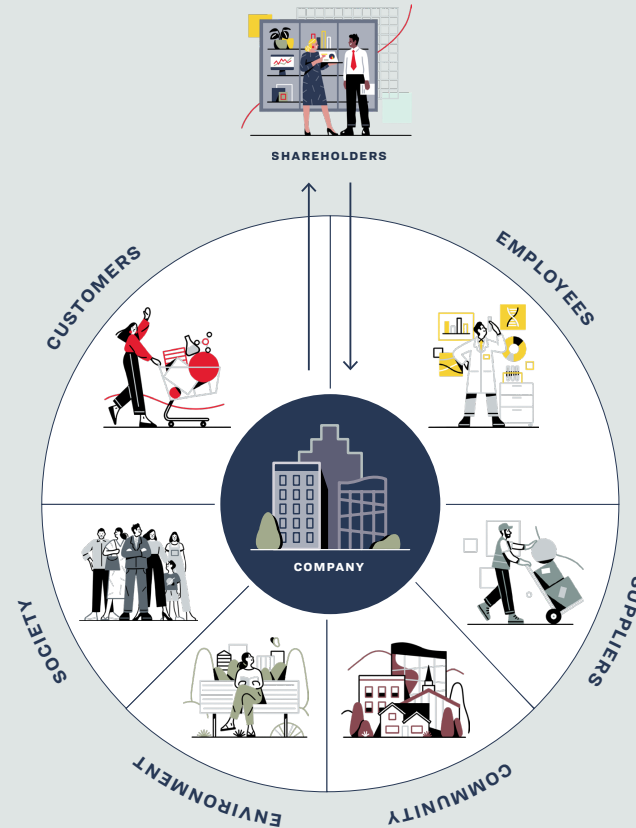 SHAREHOLDERS
CUSTOMERS
EMPLOYEES
COMPANY
SOCIETY
SUPPLIERS
ENVIRONMENT
COMMUNITY